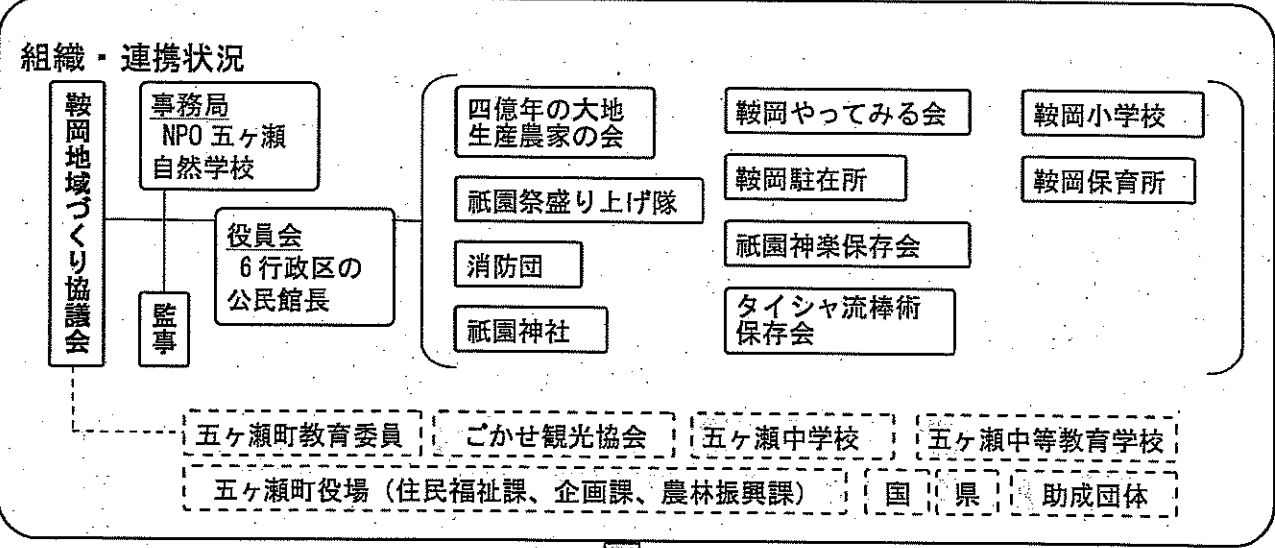 組織・連携状況
鞍岡地域づくり協議会
事務局
NPO 五ヶ瀬
自然学校
監事
役員会
6行政区の
公民館長
四億年の大地
生産農家の会
祇園祭盛り上げ隊
消防団
祇園神社
鞍岡やってみる会
鞍岡駐在所
祇園神楽保存会
タイシャ流棒術
保存会
鞍岡小学校
鞍岡保育所
五ヶ瀬町教育委員
ごかせ観光協会
五ヶ瀬中学校
五ヶ瀬中等教育学校
五ヶ瀬町役場（住民福祉課、企画課、農林振興課）
国
県
助成団体